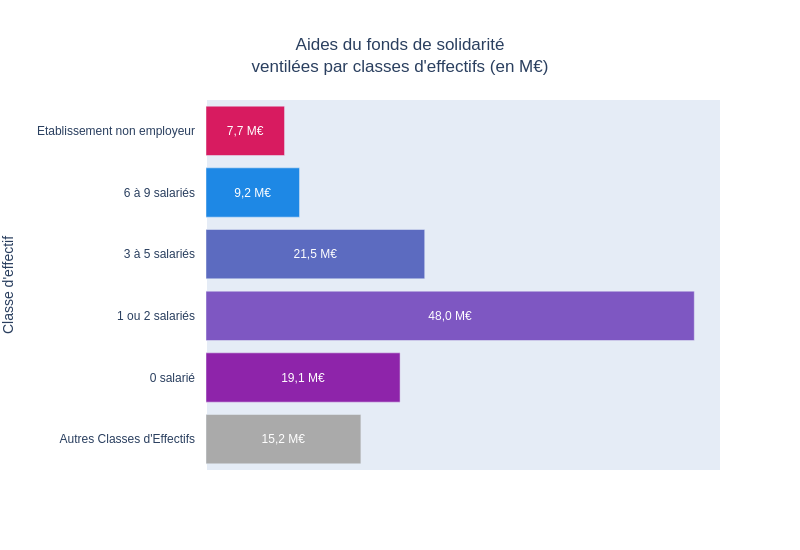 Aides du fonds de solidarité
ventilées par classes d'effectifs (en M€)
Classe d'effectif
Etablissement non employeur
7,7 M€
6 à 9 salariés
9,2 M€
3 à 5 salariés
21,5 M€
1 ou 2 salariés
48,0 M€
0 salarié
19,1 M€
Autres Classes d'Effectifs
15,2 M€